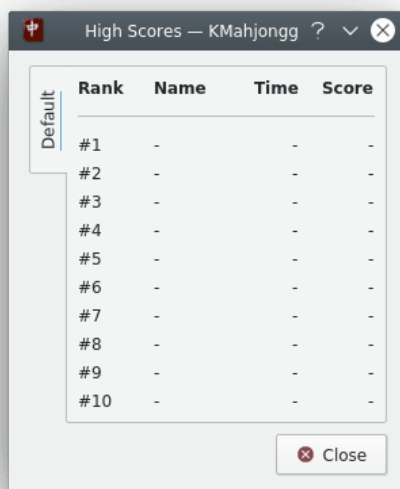 High Scores — KMahjongg ?
Default
Rank Name Time Score
#1 - - -
#2 - - -
#3 - - -
#4 - - -
#5 - - -
#6 - - -
#7 - - -
#8 - - -
#9 - - -
#10 - - -
Close